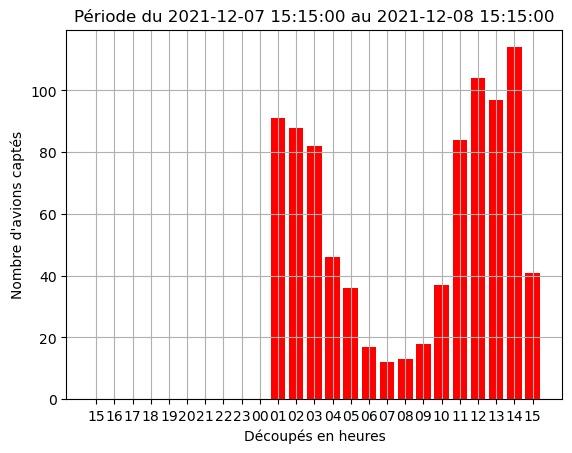 Période du 2021-12-07 15:15:00 au 2021-12-08 15:15:00
Nombre d'avions captés
100
80
60
40
20
0
15 16 17 18 19 20 21 22 23 00 01 02 03 04 05 06 07 08 09 10 11 12 13 14 15
Découpés en heures